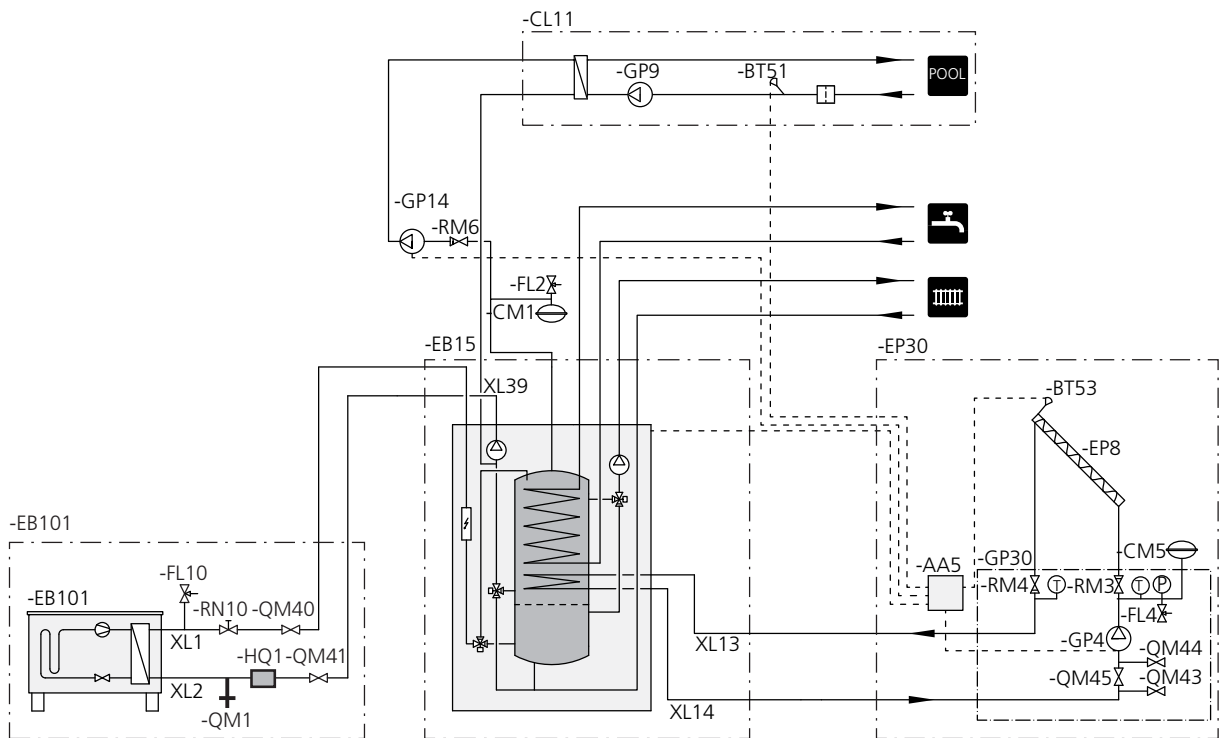 -CL11
-GP9
-BT51
POOL
-GP14
-RM6
-FL2
-CM1
-EB15
-EP30
XL39
-BT53
-EP8
-EB101
-FL10
-EB101
-RN10 -QM40
XL1
-HQ1 -QM41
XL2
-QM1
-AA5
-GP30
-CM5
-RM4
T
-RM3
T
P
-FL4
XL13
-GP4
-QM44
-QM45
-QM43
XL14